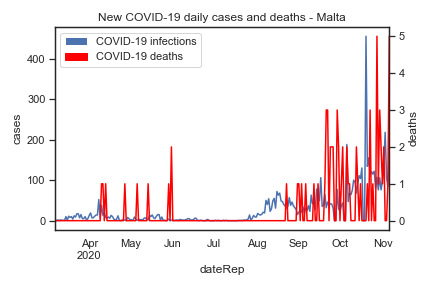 New COVID-19 daily cases and deaths - Malta
COVID-19 infections
COVID-19 deaths
400
300
200
100
0
cases
5
4
3
2
1
0
deaths
Apr May Jun Jul Aug Sep Oct Nov
2020
dateRep